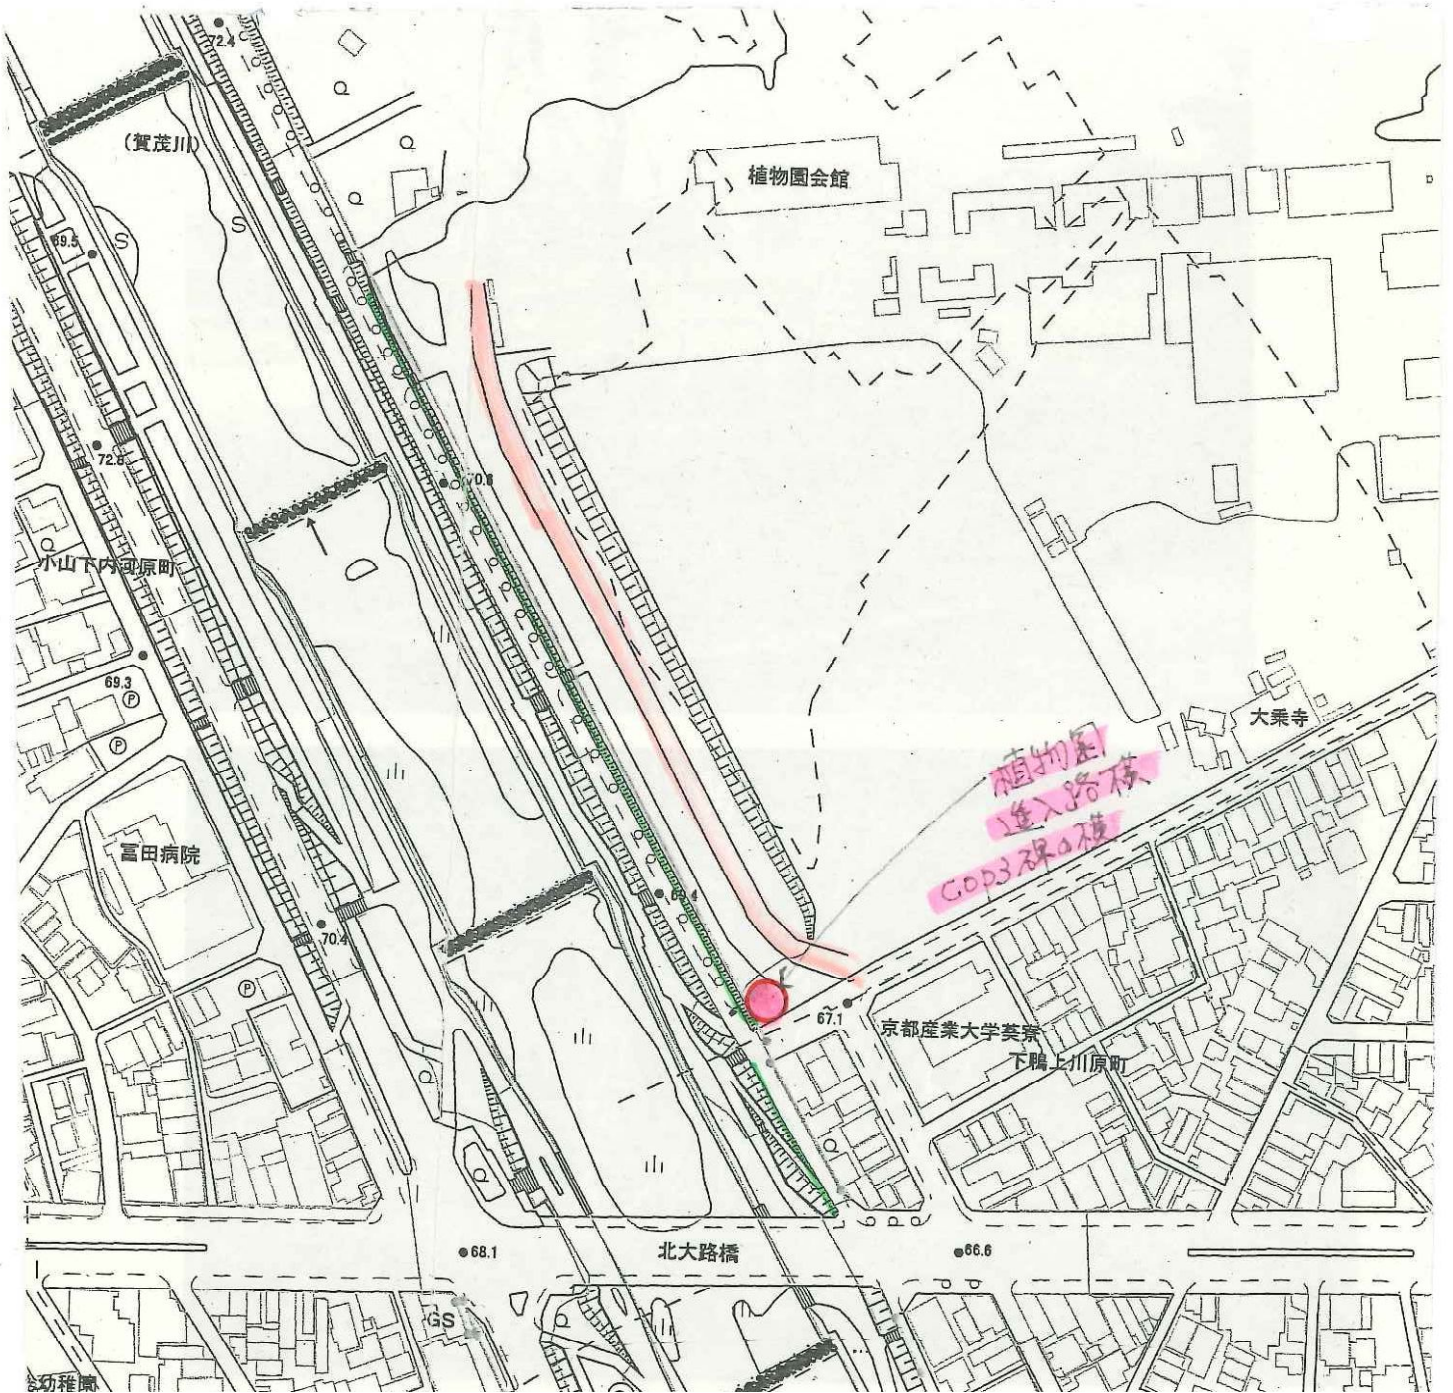 72.4
(賀茂川)
植物園会館
69.5
S
S
72.8
70.8
小山下内河原町
69.3
P
P
大乗寺
植物園
進入路横
COP3碑の横
冨田病院
69.4
70.4
P
67.1
京都産業大学葵寮
下鴨上川原町
68.1
北大路橋
66.6
GS
幼稚園